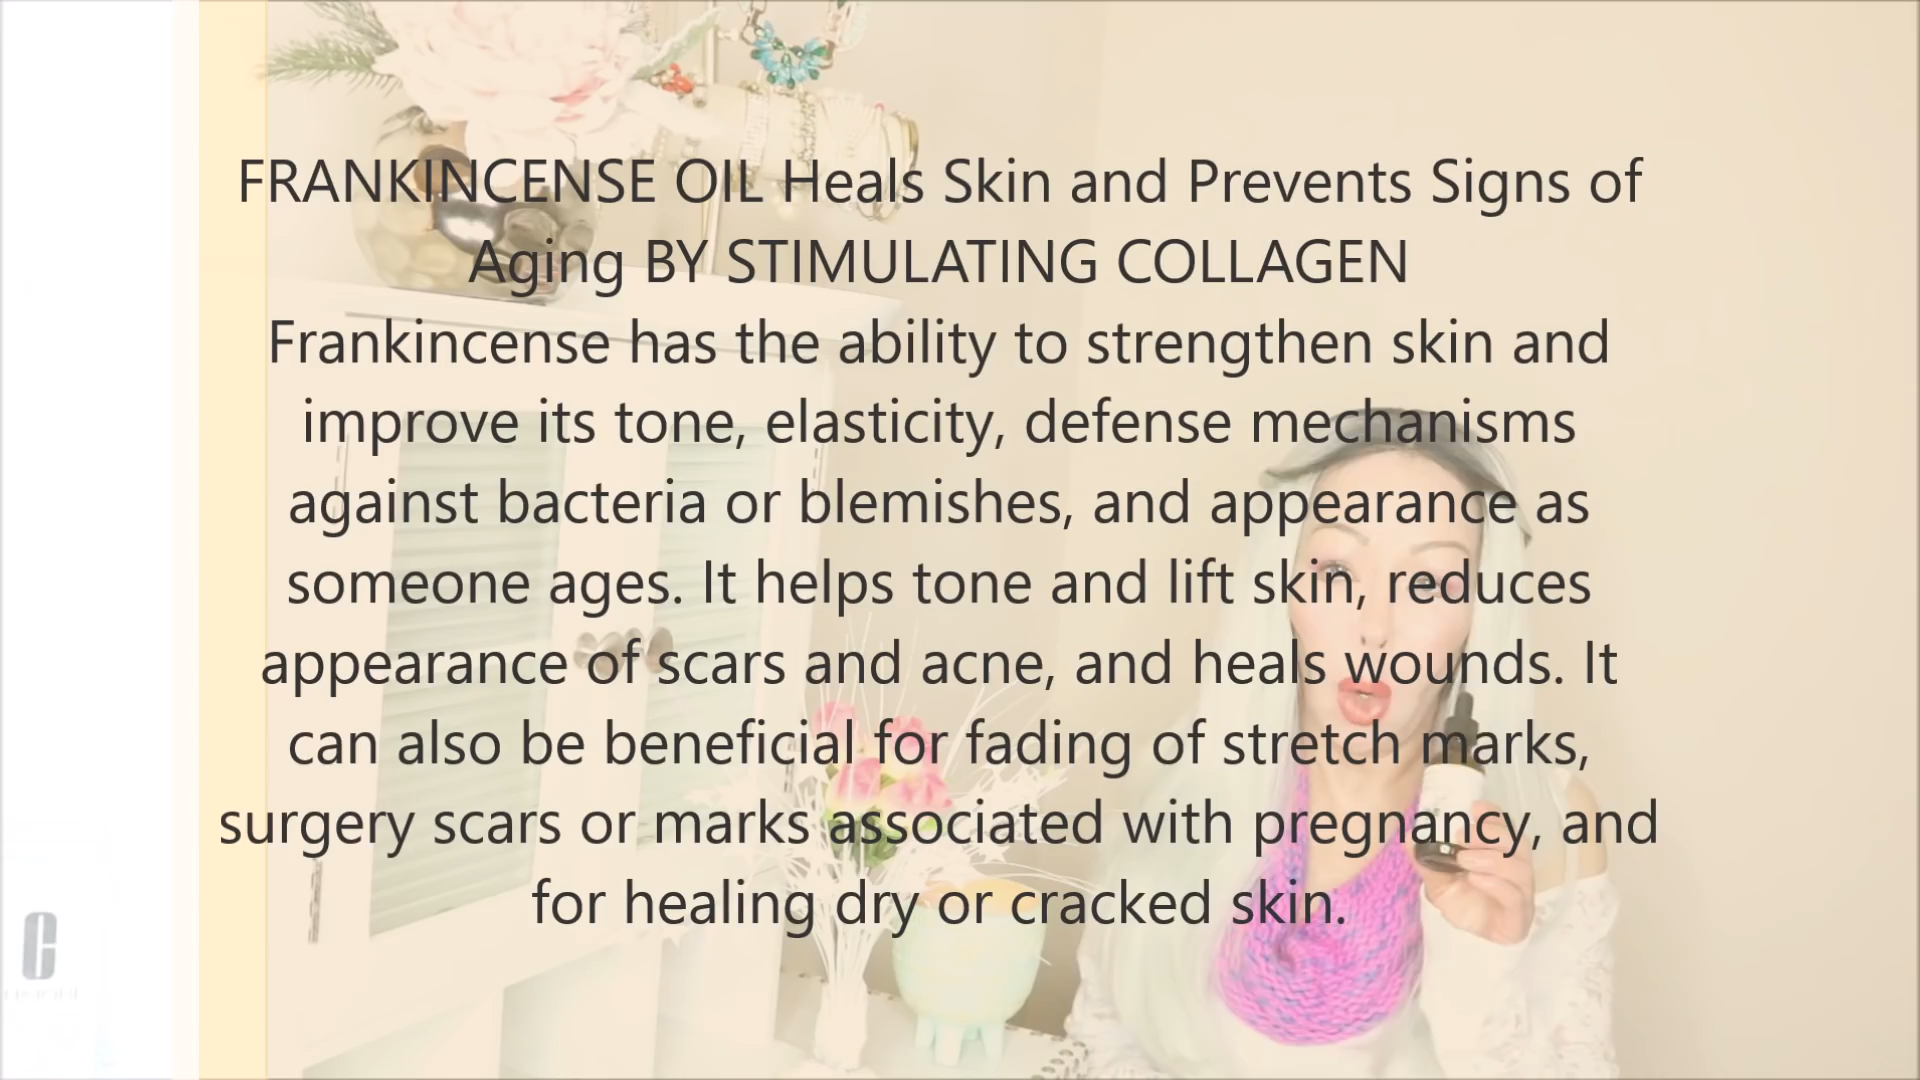 FRANKINCENSE OIL Heals Skin and Prevents Signs of
Aging BY STIMULATING COLLAGEN
Frankincense has the ability to strengthen skin and
improve its tone, elasticity, defense mechanisms
against bacteria or blemishes, and appearance as
someone ages. It helps tone and lift skin, reduces
appearance of scars and acne, and heals wounds. It
can also be beneficial for fading of stretch marks,
surgery scars or marks associated with pregnancy, and
for healing dry or cracked skin.